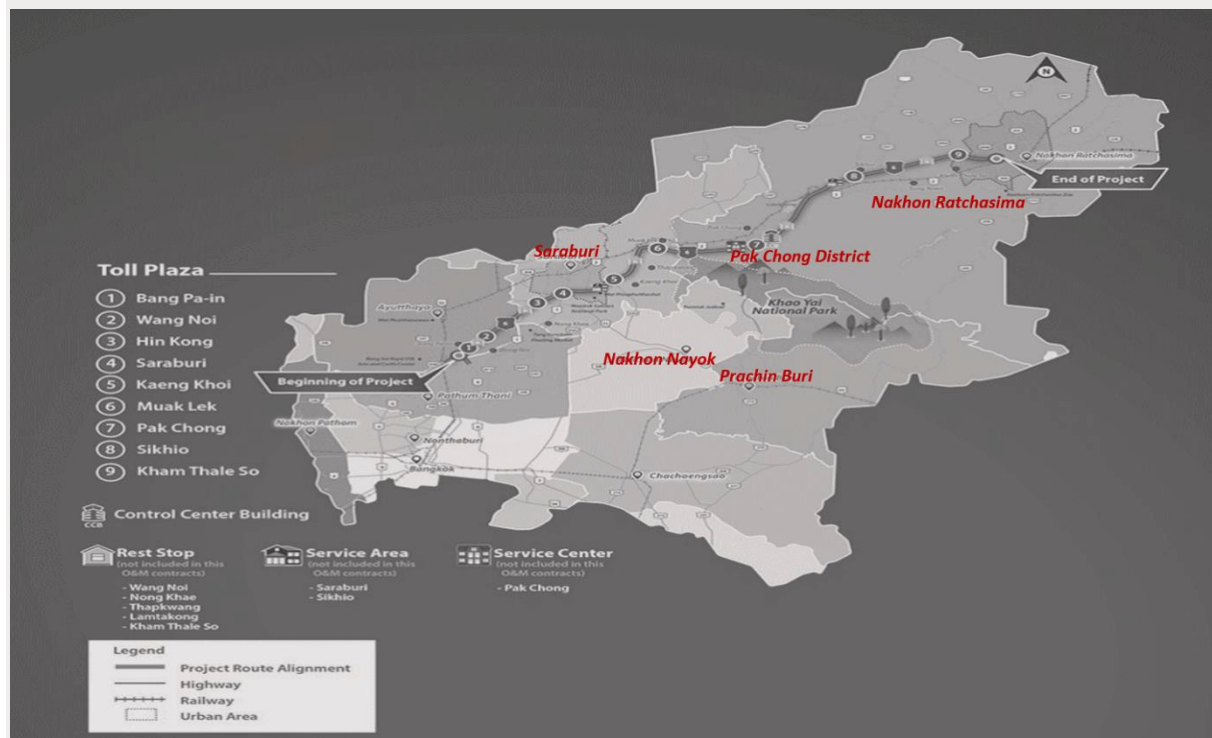 N
Nakhon Ratchasima
End of Project
Nakhon Ratchasima
Saraburi
Pak Chong District
Khao Yai
National Park
Ayutthaya
Nakhon Nayok
Prachin Buri
Beginning of Project
Pathum Thani
Nakhon Pathom
Nonthaburi
Bangkok
Chachoengsao
Toll Plaza
1 Bang Pa-in
2 Wang Noi
3 Hin Kong
4 Saraburi
5 Kaeng Khoi
6 Muak Lek
7 Pak Chong
8 Sikhio
9 Kham Thale So
CCB Control Center Building
Rest Stop
(not included in this
O&M contracts)
- Wang Noi
- Nong Khae
- Thapkwang
- Lamtakong
- Kham Thale So
Service Area
(not included in this
O&M contracts)
- Saraburi
- Sikhio
Service Center
(not included in this
O&M contracts)
- Pak Chong
Legend
Project Route Alignment
Highway
Railway
Urban Area